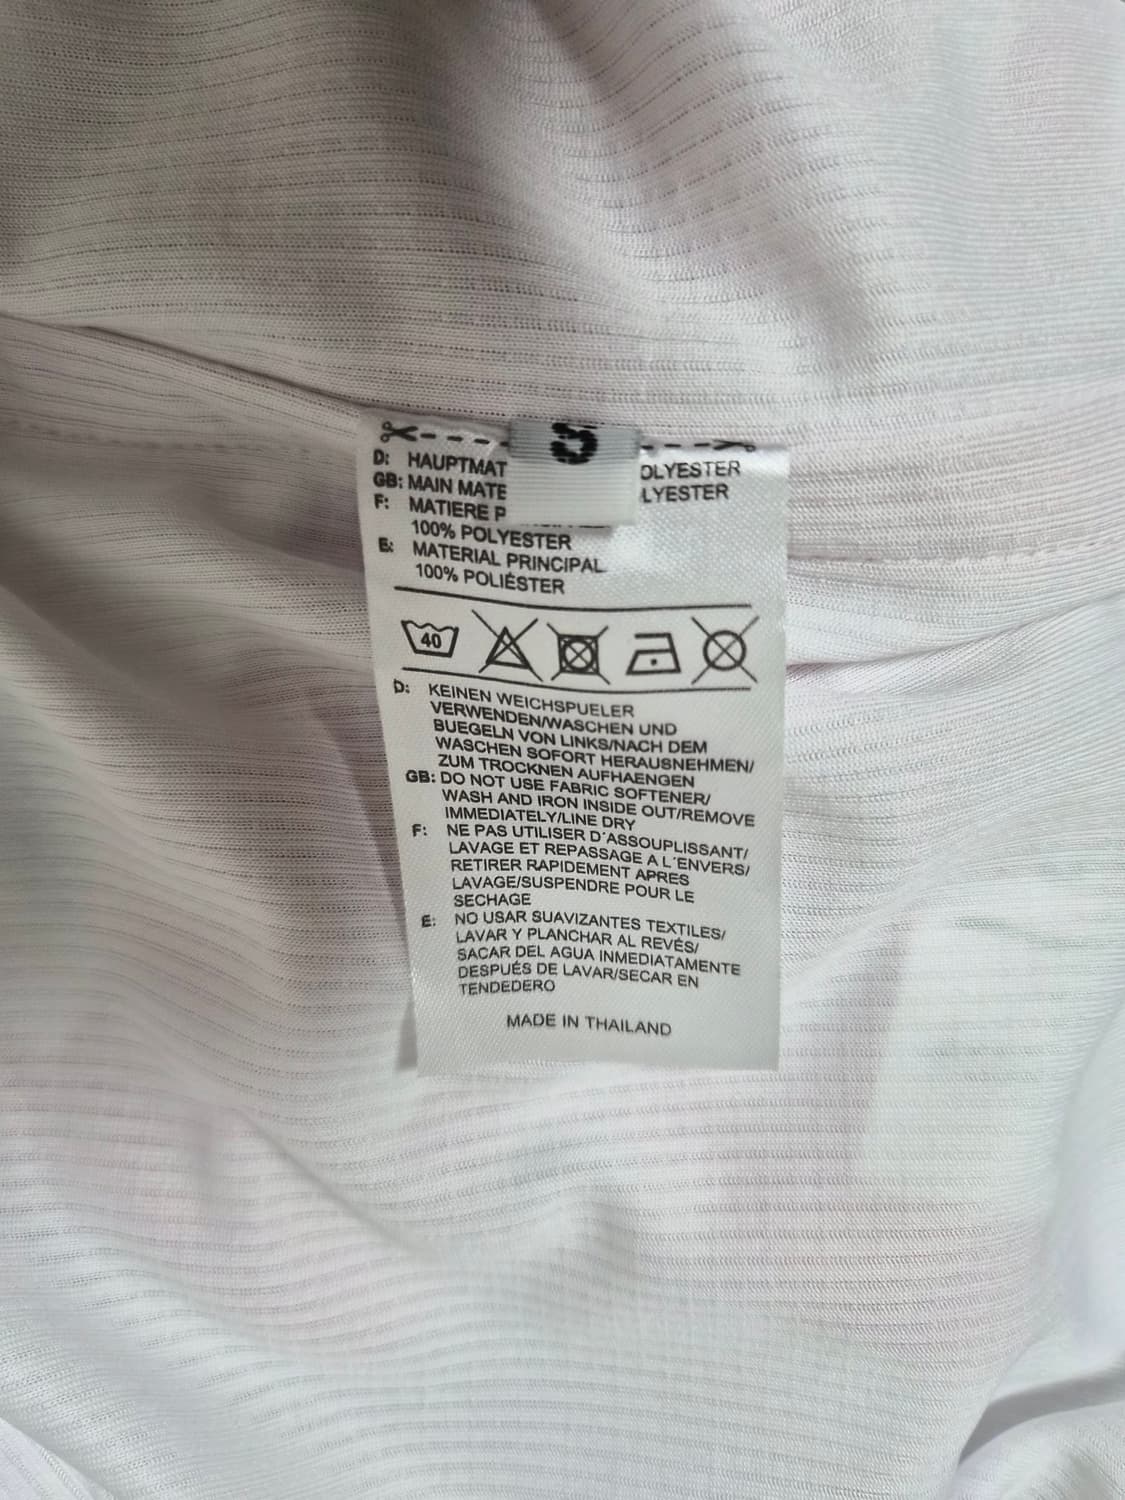 S
D: HAUPTMAT OLYESTER
GB: MAIN MATE LYESTER
F: MATIERE P
100% POLYESTER
E: MATERIAL PRINCIPAL
100% POLIÉSTER
40
D: KEINEN WEICHSPUELER
VERWENDEN/WASCHEN UND
BUEGELN VON LINKS/NACH DEM
WASCHEN SOFORT HERAUSNEHMEN/
ZUM TROCKNEN AUFHAENGEN
GB: DO NOT USE FABRIC SOFTENER/
WASH AND IRON INSIDE OUT/REMOVE
IMMEDIATELY/LINE DRY
F: NE PAS UTILISER D'ASSOUPLISSANT/
LAVAGE ET REPASSAGE A L'ENVERS/
RETIRER RAPIDEMENT APRES
LAVAGE/SUSPENDRE POUR LE
SECHAGE
E: NO USAR SUAVIZANTES TEXTILES/
LAVAR Y PLANCHAR AL REVÉS/
SACAR DEL AGUA INMEDIATAMENTE
DESPUÉS DE LAVAR/SECAR EN
TENDEDERO
MADE IN THAILAND